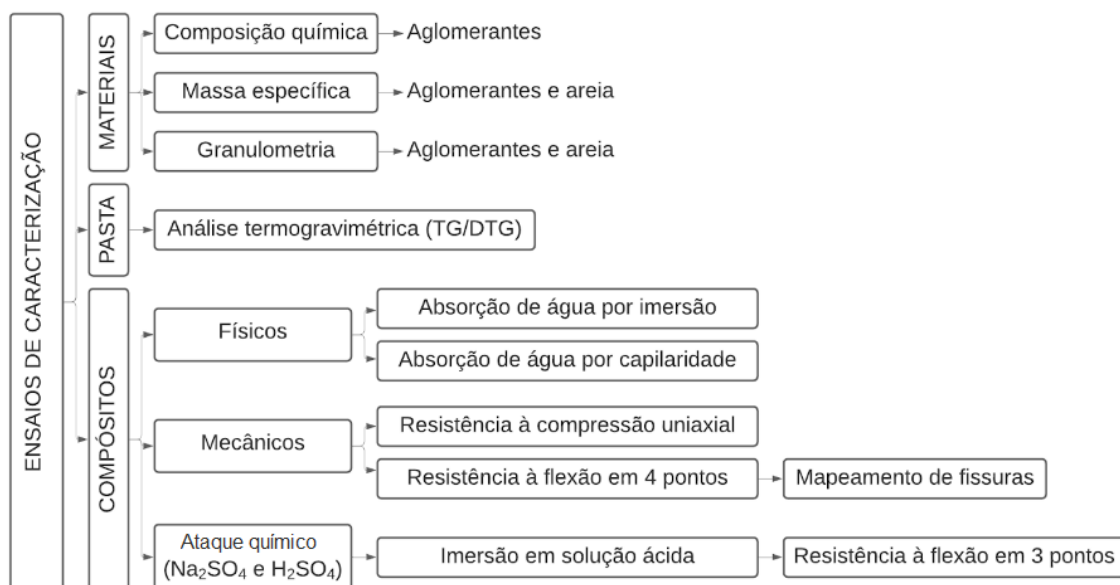 ENSAIOS DE CARACTERIZAÇÃO
MATERIAIS
Composição química
Aglomerantes
Massa específica
Aglomerantes e areia
Granulometria
Aglomerantes e areia
PASTA
Análise termogravimétrica (TG/DTG)
COMPÓSITOS
Físicos
Absorção de água por imersão
Absorção de água por capilaridade
Mecânicos
Resistência à compressão uniaxial
Resistência à flexão em 4 pontos
Mapeamento de fissuras
Ataque químico
(Na₂SO₄ e H₂SO₄)
Imersão em solução ácida
Resistência à flexão em 3 pontos